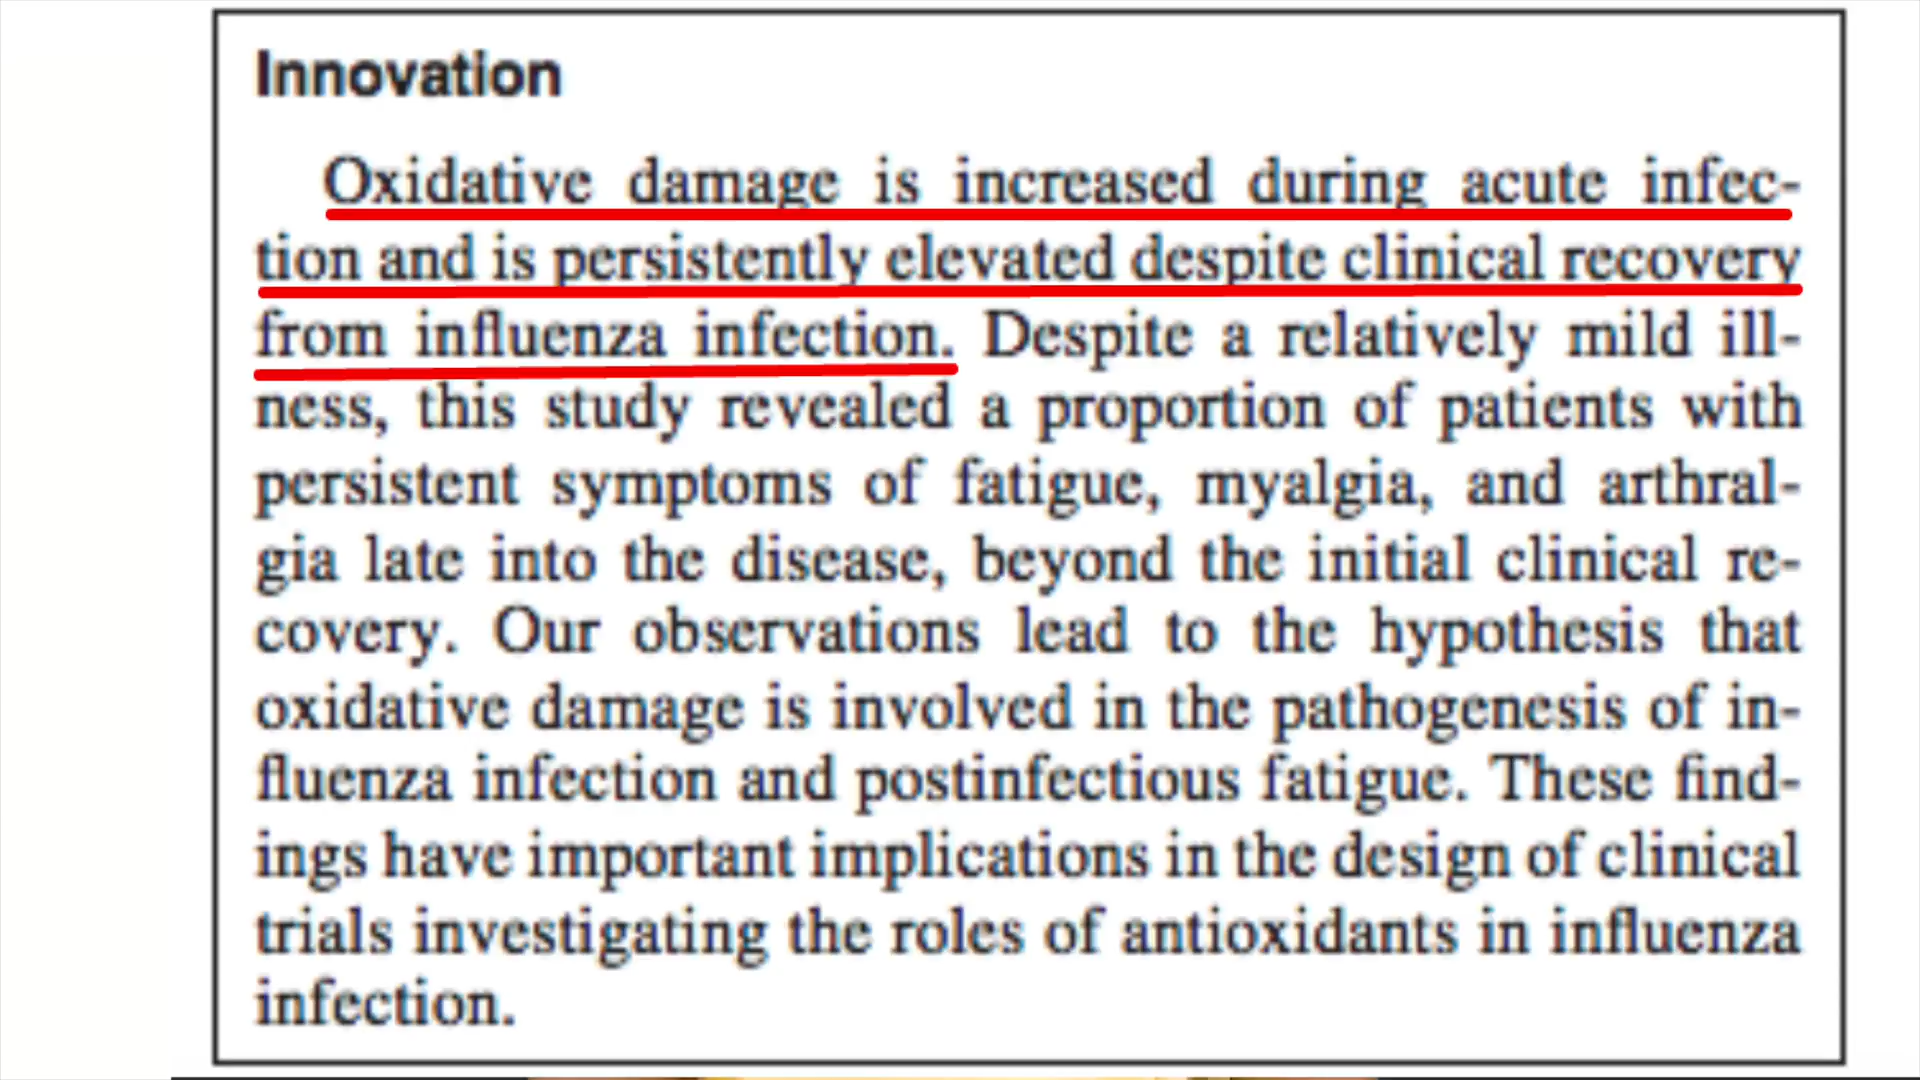 Innovation
Oxidative damage is increased during acute infec-
tion and is persistently elevated despite clinical recovery
from influenza infection. Despite a relatively mild ill-
ness, this study revealed a proportion of patients with
persistent symptoms of fatigue, myalgia, and arthral-
gia late into the disease, beyond the initial clinical re-
covery. Our observations lead to the hypothesis that
oxidative damage is involved in the pathogenesis of in-
fluenza infection and postinfectious fatigue. These find-
ings have important implications in the design of clinical
trials investigating the roles of antioxidants in influenza
infection.